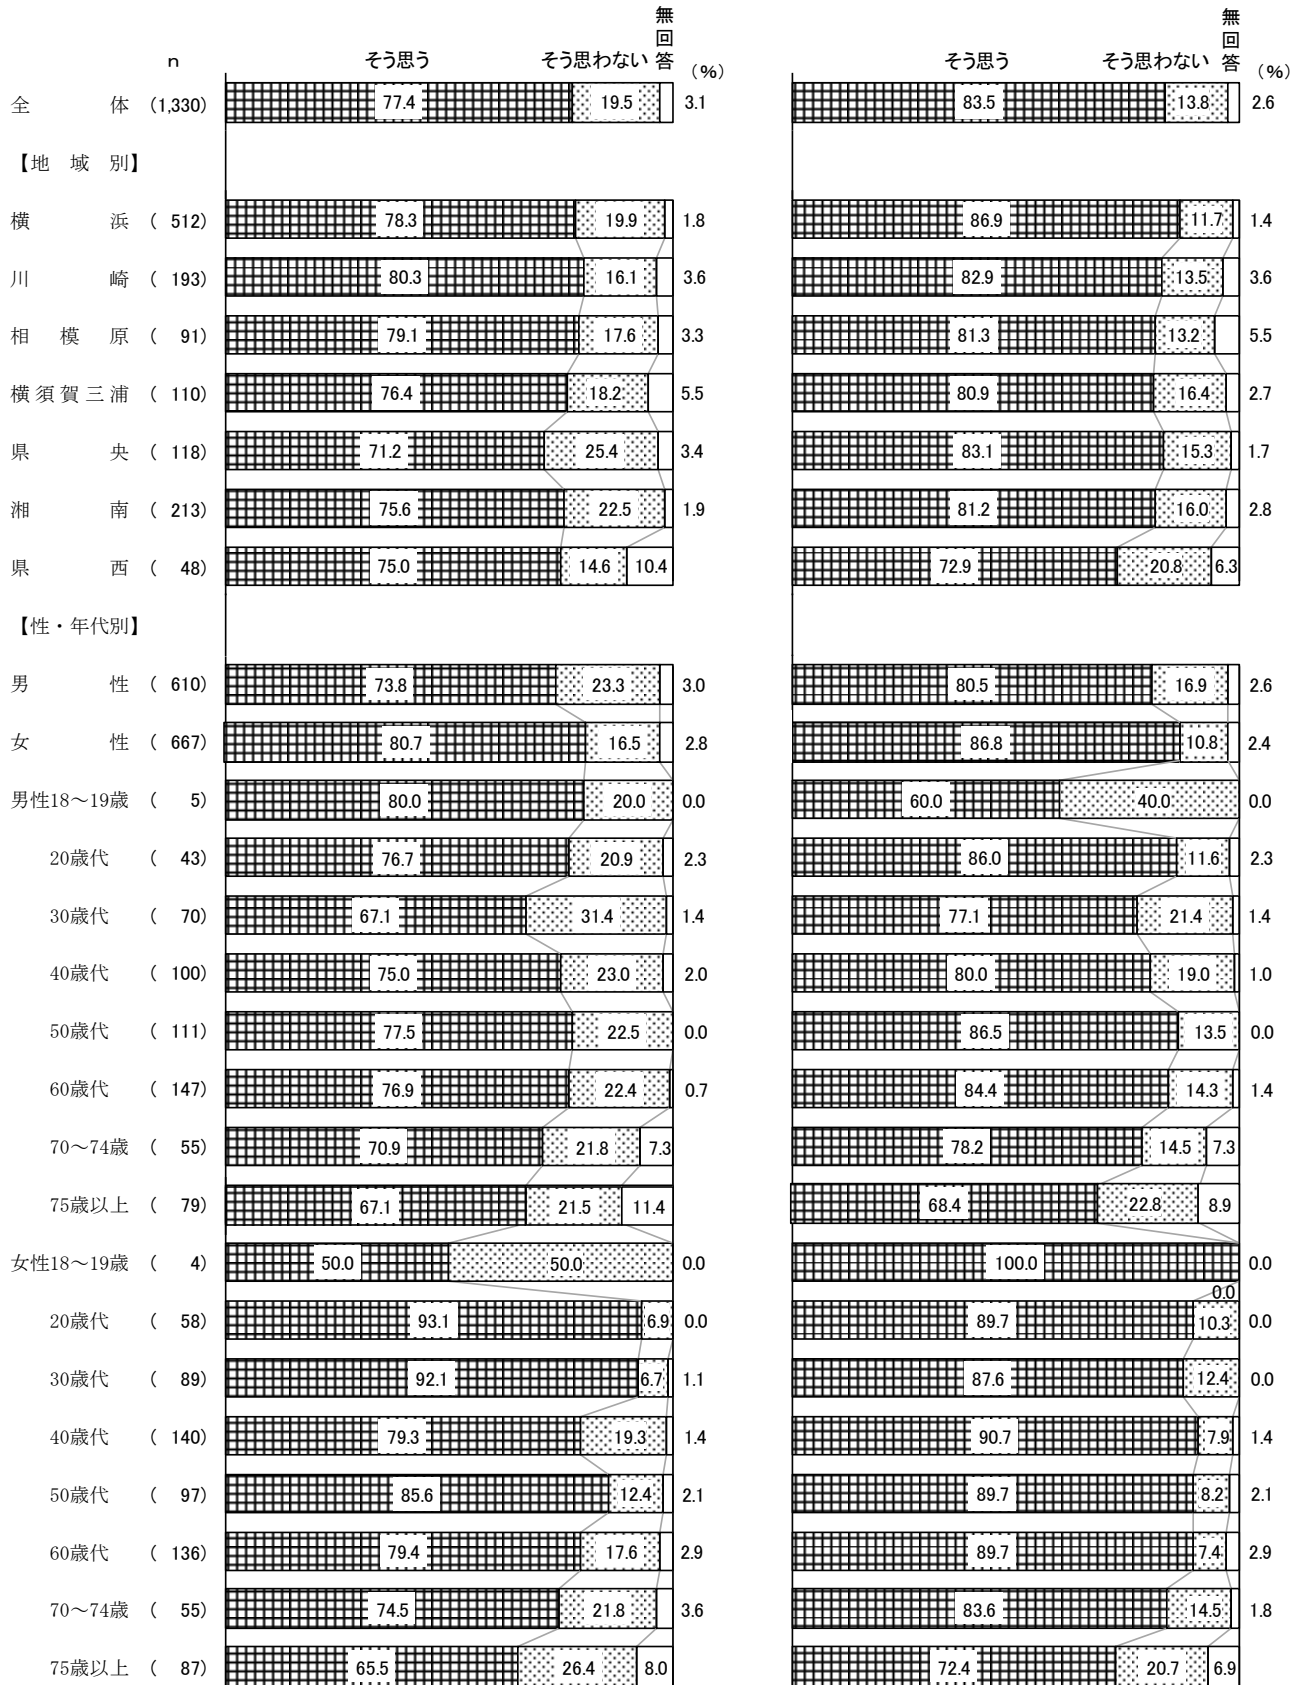 無回答 無回答
n そう思う そう思わない (%) そう思う そう思わない (%)
全体 (1,330) 77.4 19.5 3.1 83.5 13.8 2.6
【地域別】
横浜 ( 512) 78.3 19.9 1.8 86.9 11.7 1.4
川崎 ( 193) 80.3 16.1 3.6 82.9 13.5 3.6
相模原 ( 91) 79.1 17.6 3.3 81.3 13.2 5.5
横須賀三浦 ( 110) 76.4 18.2 5.5 80.9 16.4 2.7
県央 ( 118) 71.2 25.4 3.4 83.1 15.3 1.7
湘南 ( 213) 75.6 22.5 1.9 81.2 16.0 2.8
県西 ( 48) 75.0 14.6 10.4 72.9 20.8 6.3
【性・年代別】
男性 ( 610) 73.8 23.3 3.0 80.5 16.9 2.6
女性 ( 667) 80.7 16.5 2.8 86.8 10.8 2.4
男性18～19歳 ( 5) 80.0 20.0 0.0 60.0 40.0 0.0
20歳代 ( 43) 76.7 20.9 2.3 86.0 11.6 2.3
30歳代 ( 70) 67.1 31.4 1.4 77.1 21.4 1.4
40歳代 ( 100) 75.0 23.0 2.0 80.0 19.0 1.0
50歳代 ( 111) 77.5 22.5 0.0 86.5 13.5 0.0
60歳代 ( 147) 76.9 22.4 0.7 84.4 14.3 1.4
70～74歳 ( 55) 70.9 21.8 7.3 78.2 14.5 7.3
75歳以上 ( 79) 67.1 21.5 11.4 68.4 22.8 8.9
女性18～19歳 ( 4) 50.0 50.0 0.0 100.0 0.0
0.0
20歳代 ( 58) 93.1 6.9 0.0 89.7 10.3 0.0
30歳代 ( 89) 92.1 6.7 1.1 87.6 12.4 0.0
40歳代 ( 140) 79.3 19.3 1.4 90.7 7.9 1.4
50歳代 ( 97) 85.6 12.4 2.1 89.7 8.2 2.1
60歳代 ( 136) 79.4 17.6 2.9 89.7 7.4 2.9
70～74歳 ( 55) 74.5 21.8 3.6 83.6 14.5 1.8
75歳以上 ( 87) 65.5 26.4 8.0 72.4 20.7 6.9